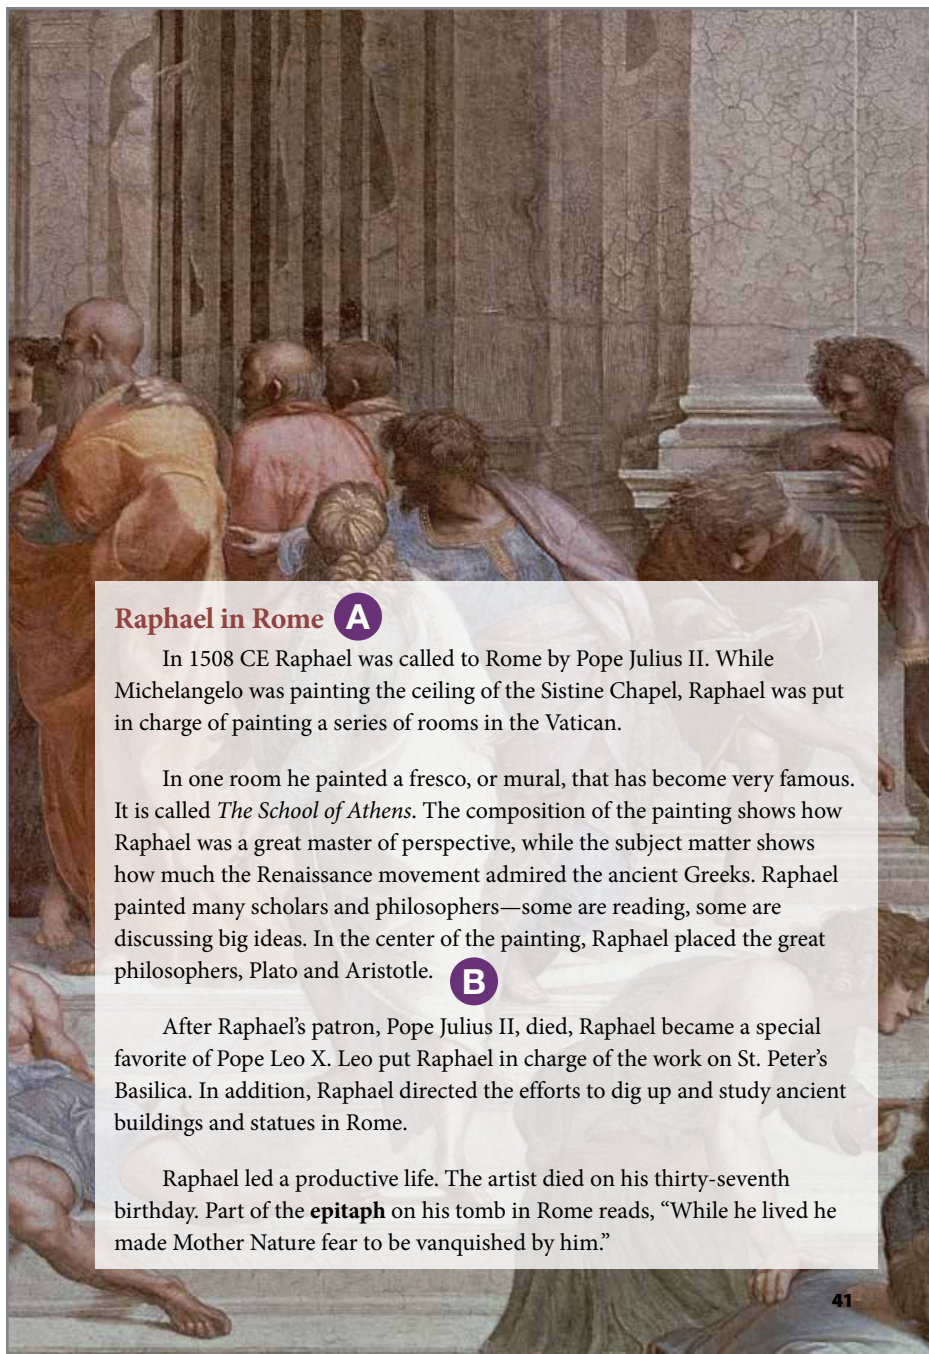 Raphael in Rome A
In 1508 CE Raphael was called to Rome by Pope Julius II. While
Michelangelo was painting the ceiling of the Sistine Chapel, Raphael was put
in charge of painting a series of rooms in the Vatican.
In one room he painted a fresco, or mural, that has become very famous.
It is called The School of Athens. The composition of the painting shows how
Raphael was a great master of perspective, while the subject matter shows
how much the Renaissance movement admired the ancient Greeks. Raphael
painted many scholars and philosophers—some are reading, some are
discussing big ideas. In the center of the painting, Raphael placed the great
philosophers, Plato and Aristotle. B
After Raphael’s patron, Pope Julius II, died, Raphael became a special
favorite of Pope Leo X. Leo put Raphael in charge of the work on St. Peter’s
Basilica. In addition, Raphael directed the efforts to dig up and study ancient
buildings and statues in Rome.
Raphael led a productive life. The artist died on his thirty-seventh
birthday. Part of the epitaph on his tomb in Rome reads, “While he lived he
made Mother Nature fear to be vanquished by him.”
41